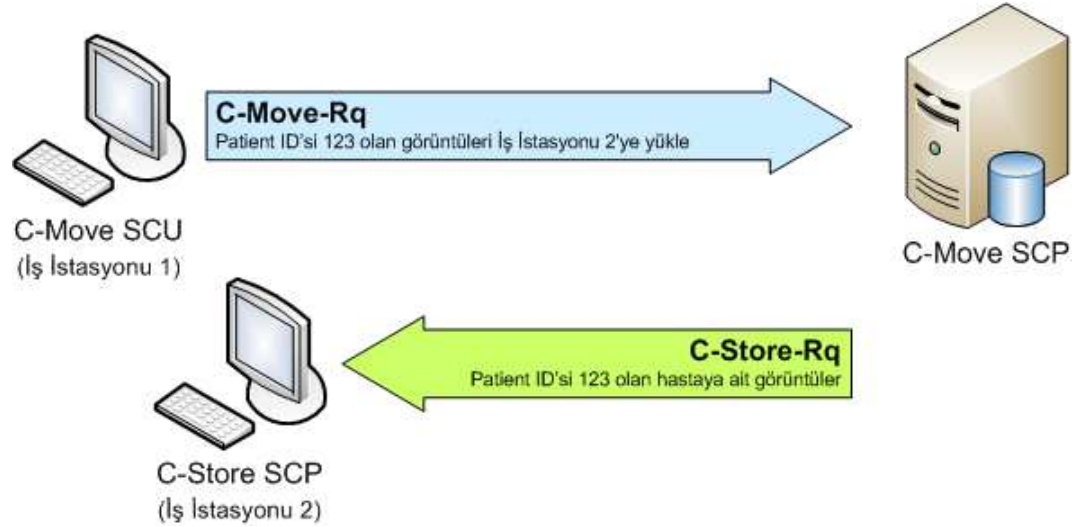 C-Move-Rq
Patient ID'si 123 olan görüntüleri İş İstasyonu 2'ye yükle
C-Move SCU
(İş İstasyonu 1)
C-Move SCP
C-Store-Rq
Patient ID'si 123 olan hastaya ait görüntüler
C-Store SCP
(İş İstasyonu 2)